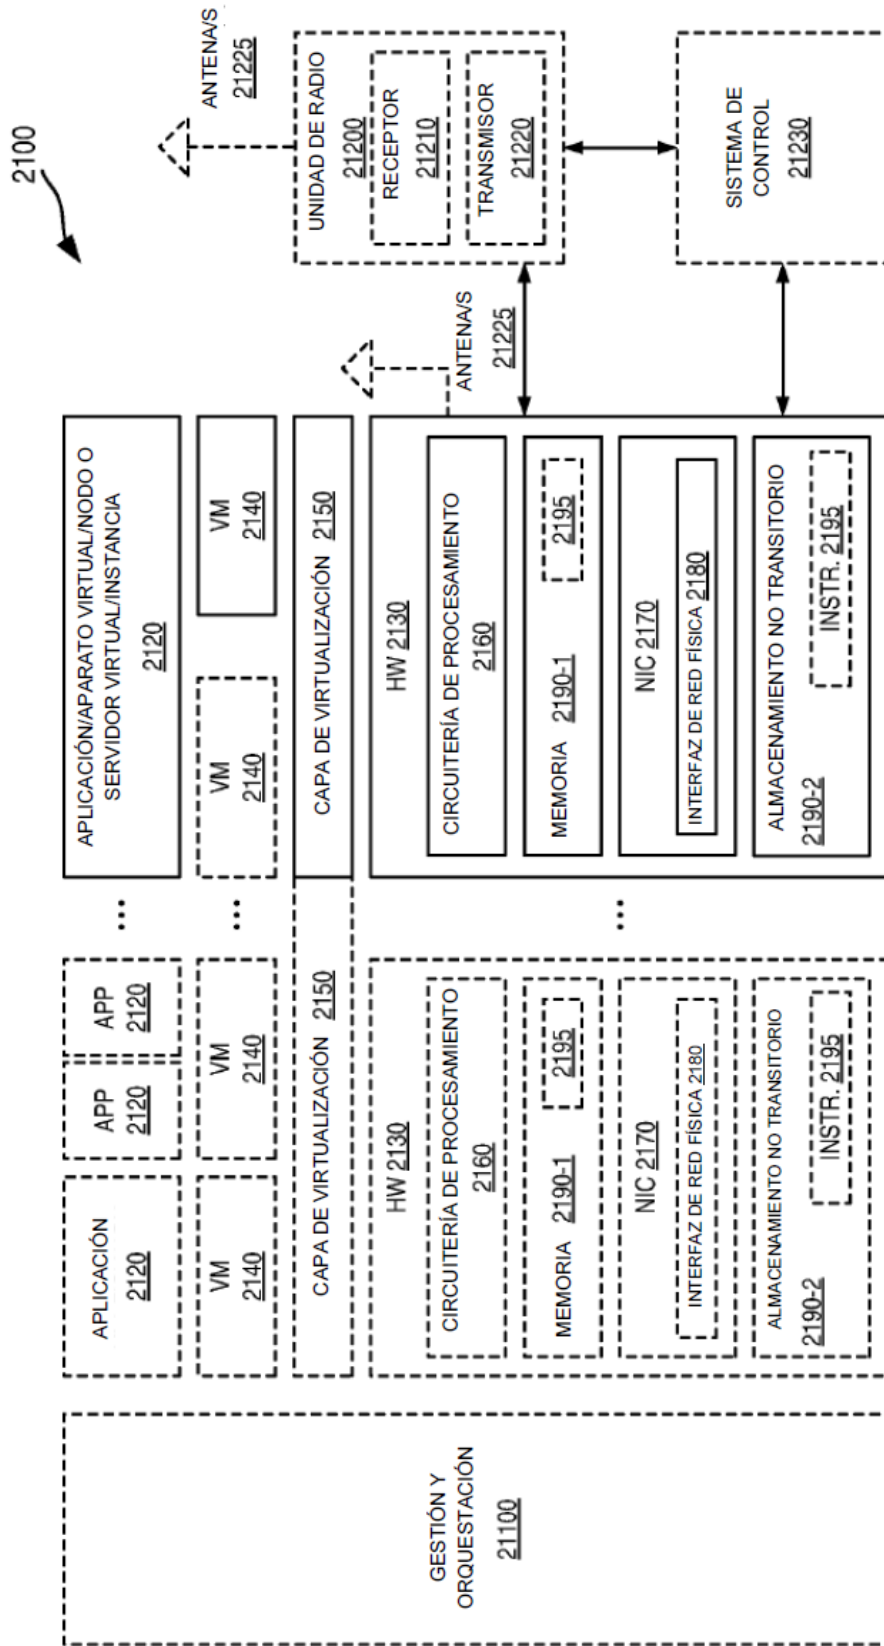 2100
GESTIÓN Y
ORQUESTACIÓN
21100
APLICACIÓN
2120
APP
2120
APP
2120
...
APLICACIÓN/APARATO VIRTUAL/NODO O
SERVIDOR VIRTUAL/INSTANCIA
2120
VM
2140
VM
2140
...
VM
2140
VM
2140
CAPA DE VIRTUALIZACIÓN 2150
CAPA DE VIRTUALIZACIÓN 2150
HW 2130
CIRCUITERÍA DE PROCESAMIENTO
2160
MEMORIA 2190-1
2195
NIC 2170
INTERFAZ DE RED FÍSICA 2180
ALMACENAMIENTO NO TRANSITORIO
2190-2
INSTR. 2195
...
HW 2130
CIRCUITERÍA DE PROCESAMIENTO
2160
MEMORIA 2190-1
2195
NIC 2170
INTERFAZ DE RED FÍSICA 2180
ALMACENAMIENTO NO TRANSITORIO
2190-2
INSTR. 2195
ANTENA/S
21225
ANTENA/S
21225
UNIDAD DE RADIO
21200
RECEPTOR
21210
TRANSMISOR
21220
SISTEMA DE
CONTROL
21230